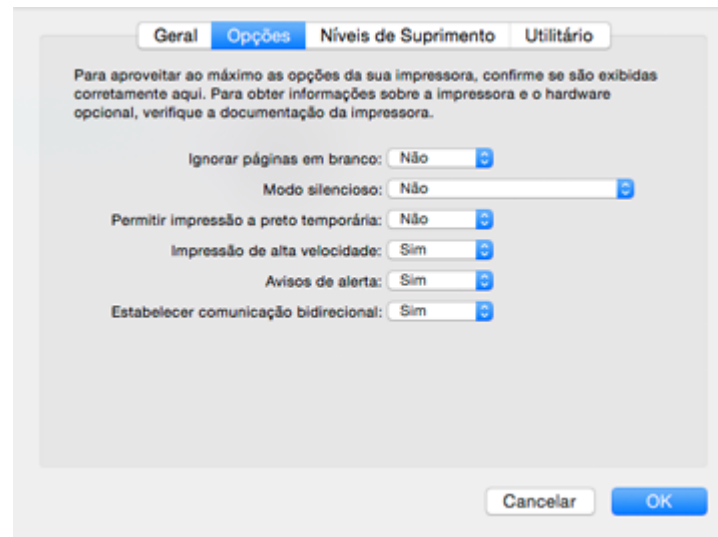 Geral Opções Níveis de Suprimento Utilitário
Para aproveitar ao máximo as opções da sua impressora, confirme se são exibidas
corretamente aqui. Para obter informações sobre a impressora e o hardware
opcional, verifique a documentação da impressora.
Ignorar páginas em branco: Não
Modo silencioso: Não
Permitir impressão a preto temporária: Não
Impressão de alta velocidade: Sim
Avisos de alerta: Sim
Estabelecer comunicação bidirecional: Sim
Cancelar OK